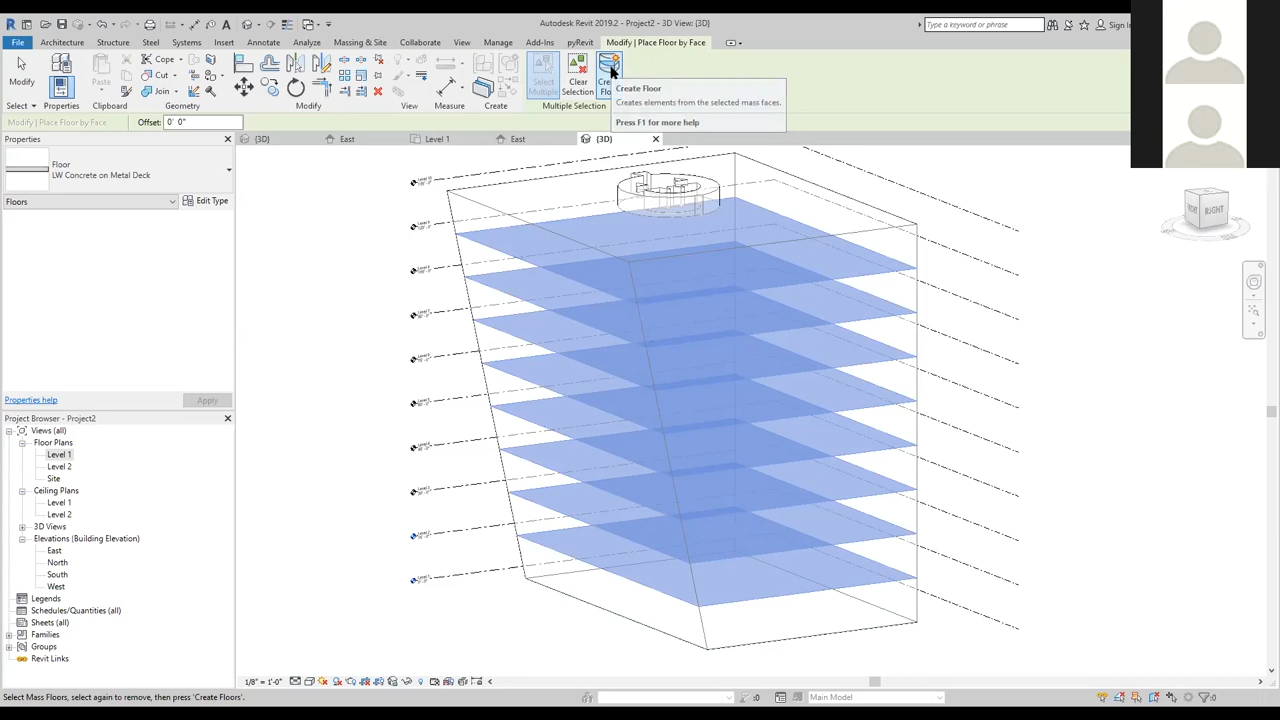 Autodesk Revit 2019.2 - Project2 - 3D View: {3D}
Type a keyword or phrase
Sign In
File
Architecture
Structure
Steel
Systems
Insert
Annotate
Analyze
Massing & Site
Collaborate
View
Manage
Add-Ins
pyRevit
Modify | Place Floor by Face
Modify
Properties
Paste
Cope
Cut
Join
Select Multiple
Clear Selection
Select
Properties
Clipboard
Geometry
Modify
View
Measure
Create
Multiple Selection
Create Floor
Creates elements from the selected mass faces.
Press F1 for more help
Modify | Place Floor by Face
Offset: 0' 0"
Properties
{3D}
East
Level 1
East
{3D}
Floor
LW Concrete on Metal Deck
Floors
Edit Type
RIGHT
Properties help
Apply
Project Browser - Project2
Views (all)
Floor Plans
Level 1
Level 2
Site
Ceiling Plans
Level 1
Level 2
3D Views
Elevations (Building Elevation)
East
North
South
West
Legends
Schedules/Quantities (all)
Sheets (all)
Families
Groups
Revit Links
1/8" = 1'-0"
Select Mass Floors, select again to remove, then press 'Create Floors'.
:0
Main Model
:0